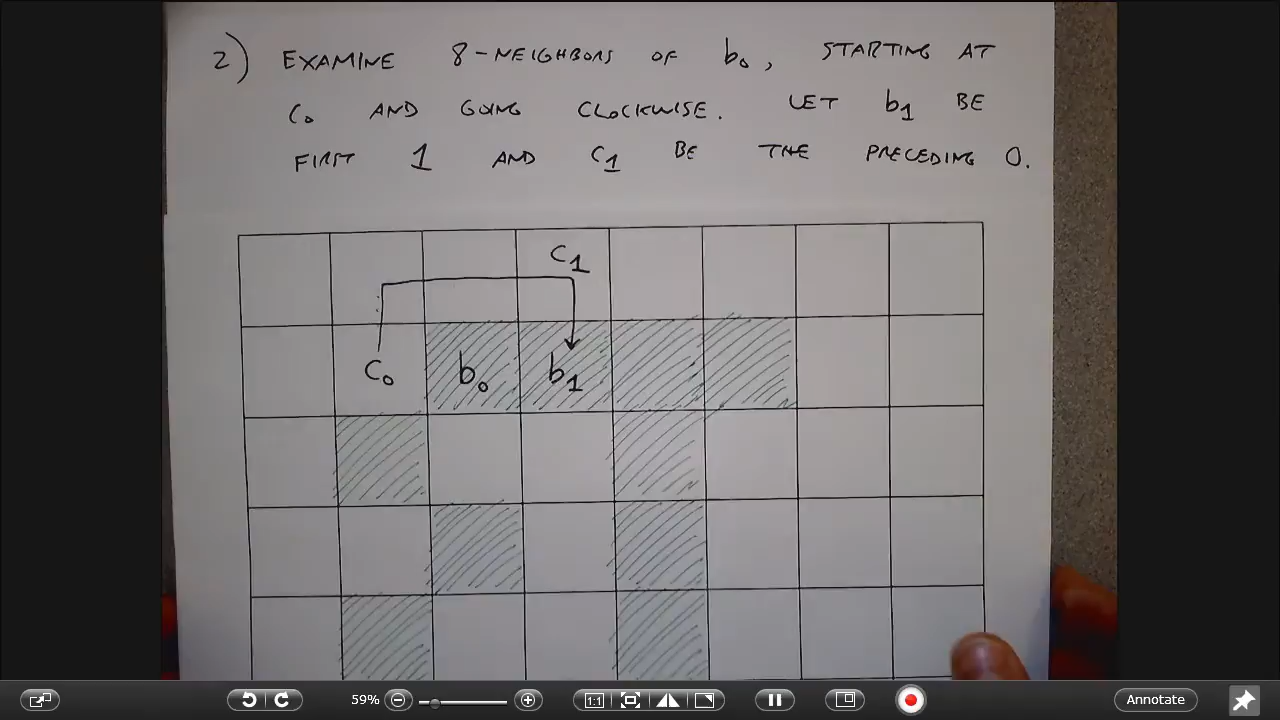 2) EXAMINE 8-NEIGHBORS OF b₀, STARTING AT
C₀ AND GOING CLOCKWISE. LET b₁ BE
FIRST 1 AND C₁ BE THE PRECEDING 0.
C₁
C₀ b₀ b₁
59% 1:1 Annotate